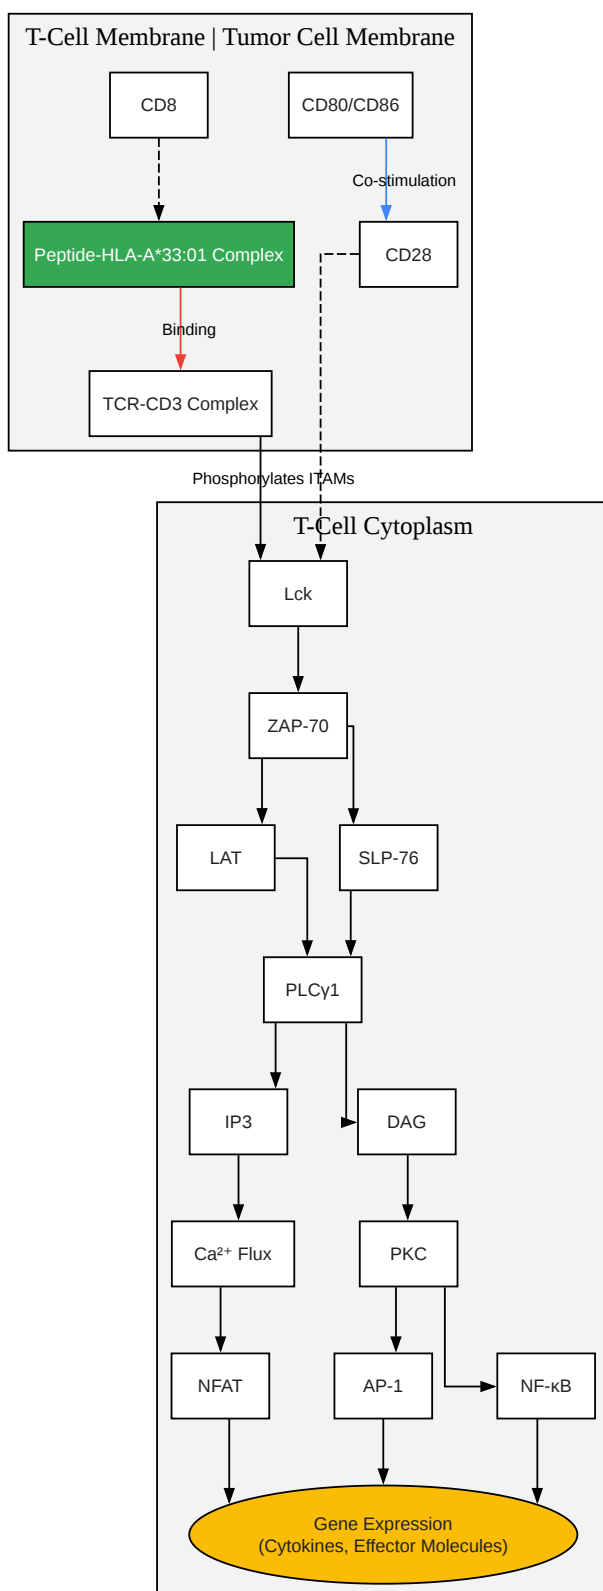 T-Cell Membrane | Tumor Cell Membrane
CD8
CD80/CD86
Co-stimulation
Peptide-HLA-A*33:01 Complex
CD28
Binding
TCR-CD3 Complex
Phosphorylates ITAMs
T-Cell Cytoplasm
Lck
ZAP-70
LAT
SLP-76
PLCγ1
IP3
DAG
Ca²⁺ Flux
PKC
NFAT
AP-1
NF-κB
Gene Expression
(Cytokines, Effector Molecules)